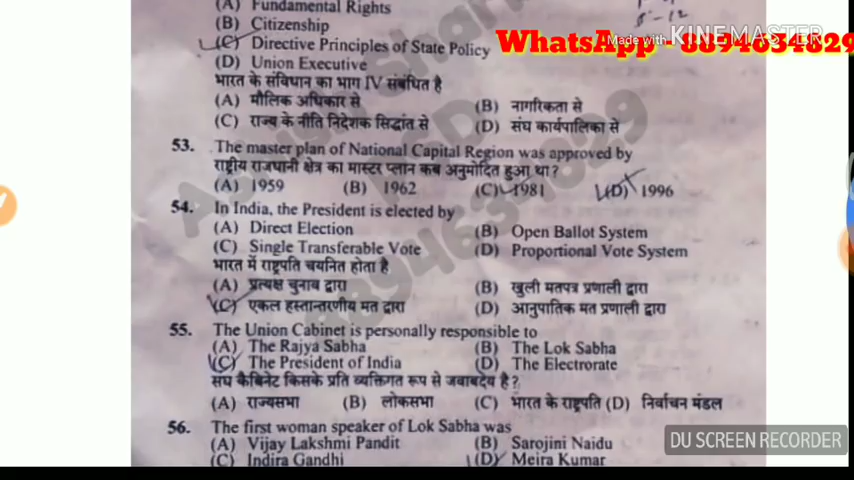 (A) Fundamental Rights
(B) Citizenship
8-12
(C) Directive Principles of State Policy
WhatsApp - 8894634829
Made with KINEMASTER
(D) Union Executive
भारत के संविधान का भाग IV संबंधित है
(A) मौलिक अधिकार से (B) नागरिकता से
(C) राज्य के नीति निदेशक सिद्धांत से (D) संघ कार्यपालिका से
53. The master plan of National Capital Region was approved by
राष्ट्रीय राजधानी क्षेत्र का मास्टर प्लान कब अनुमोदित हुआ था?
(A) 1959 (B) 1962 (C) 1981 (D) 1996
54. In India, the President is elected by
(A) Direct Election (B) Open Ballot System
(C) Single Transferable Vote (D) Proportional Vote System
भारत में राष्ट्रपति चयनित होता है
(A) प्रत्यक्ष चुनाव द्वारा (B) खुली मतपत्र प्रणाली द्वारा
(C) एकल हस्तान्तरणीय मत द्वारा (D) आनुपातिक मत प्रणाली द्वारा
55. The Union Cabinet is personally responsible to
(A) The Rajya Sabha (B) The Lok Sabha
(C) The President of India (D) The Electrorate
संघ कैबिनेट किसके प्रति व्यक्तिगत रूप से जवाबदेय है?
(A) राज्यसभा (B) लोकसभा (C) भारत के राष्ट्रपति (D) निर्वाचन मंडल
56. The first woman speaker of Lok Sabha was
(A) Vijay Lakshmi Pandit (B) Sarojini Naidu
(C) Indira Gandhi (D) Meira Kumar
DU SCREEN RECORDER
8894634829